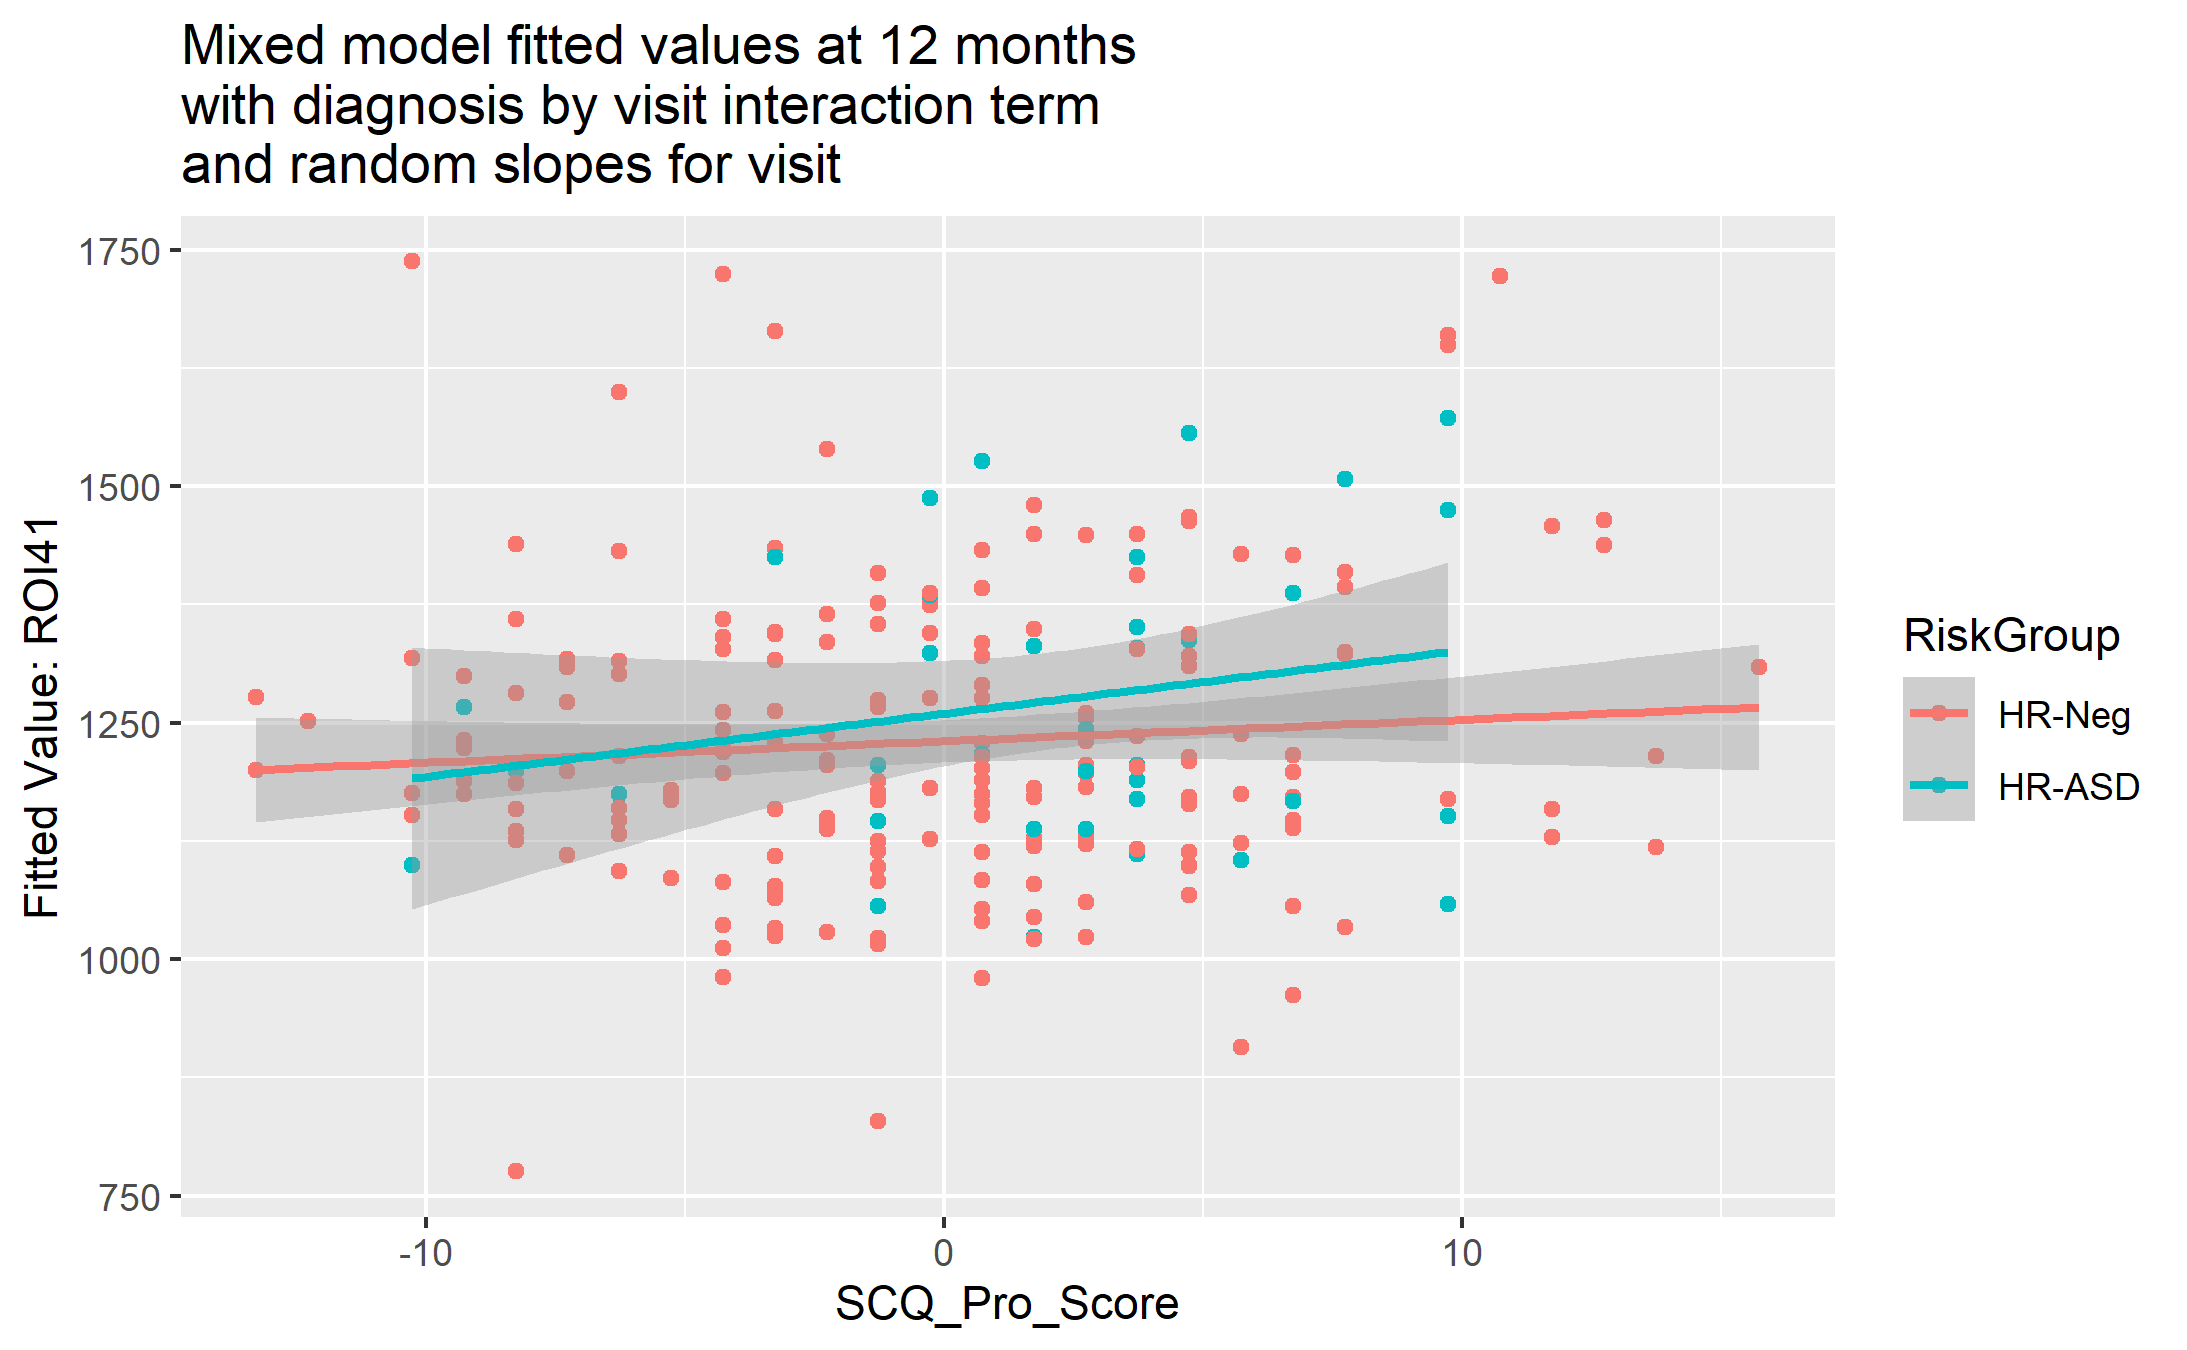 Mixed model fitted values at 12 months
with diagnosis by visit interaction term
and random slopes for visit
1750
1500
1250
1000
750
Fitted Value: ROI41
-10
0
10
SCQ_Pro_Score
RiskGroup
HR-Neg
HR-ASD